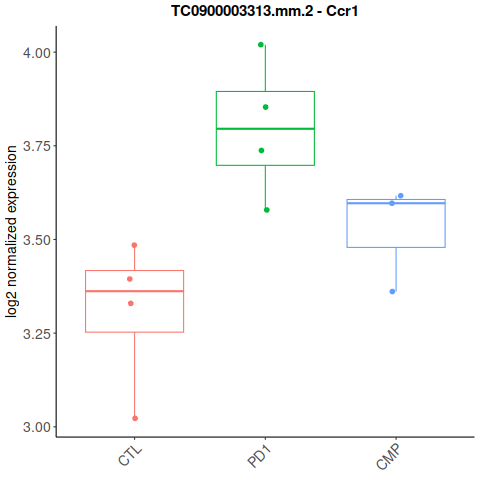 TC0900003313.mm.2 - Ccr1
log2 normalized expression
4.00
3.75
3.50
3.25
3.00
CTL
PD1
CMP